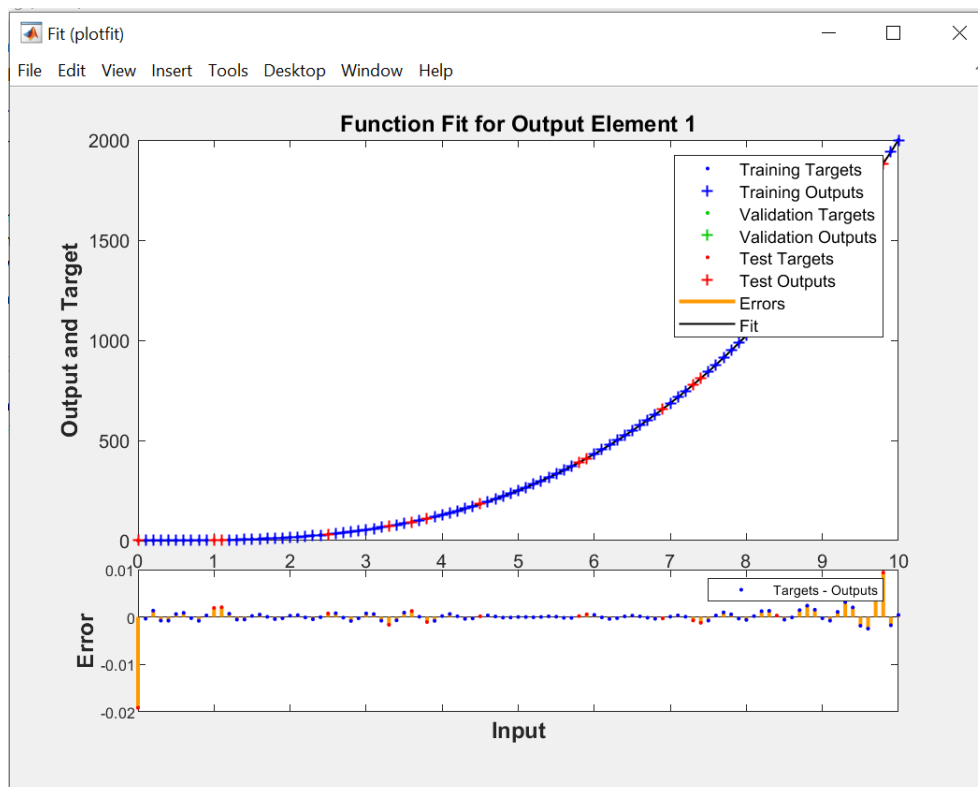 Fit (plotfit)
File Edit View Insert Tools Desktop Window Help
Function Fit for Output Element 1
Output and Target
2000
1500
1000
500
0
Training Targets
Training Outputs
Validation Targets
Validation Outputs
Test Targets
Test Outputs
Errors
Fit
0 1 2 3 4 5 6 7 8 9 10
Error
0.01
0
-0.01
-0.02
Targets - Outputs
Input